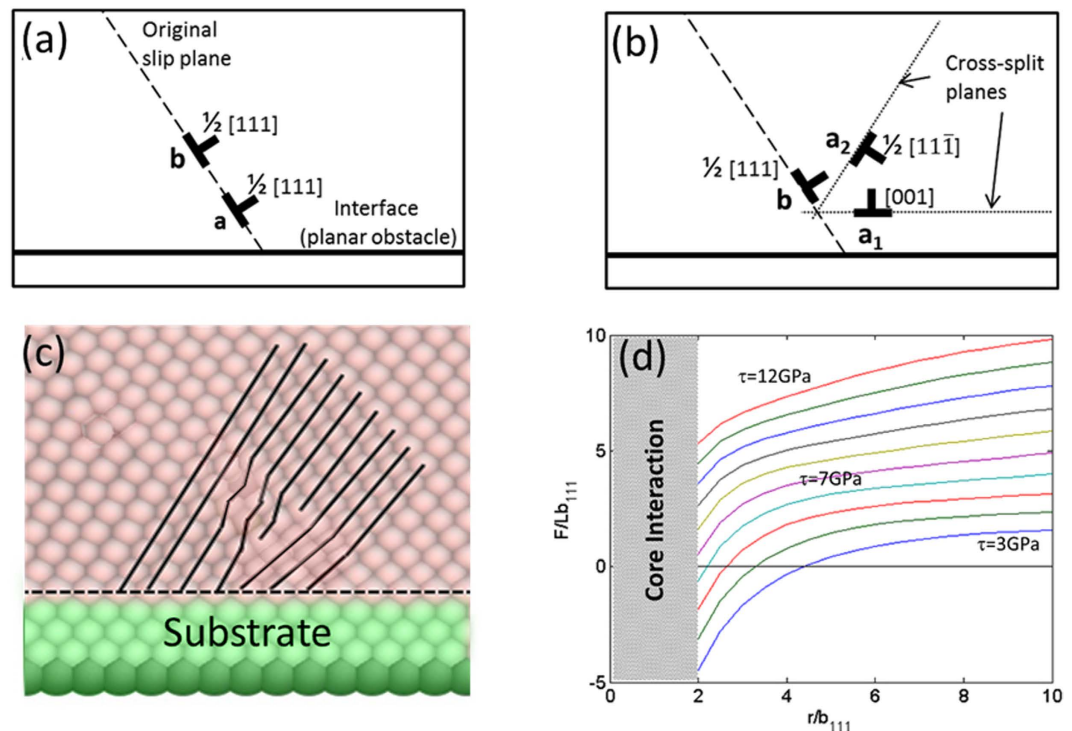 (a)
Original
slip plane
½ [111]
b
½ [111]
a
Interface
(planar obstacle)
(b)
Cross-split
planes
a₂
½ [111̄]
½ [111]
b
[001]
a₁
(c)
Substrate
(d)
10
5
0
-5
F/Lb₁₁₁
Core Interaction
τ=12GPa
τ=7GPa
τ=3GPa
0 2 4 6 8 10
r/b₁₁₁